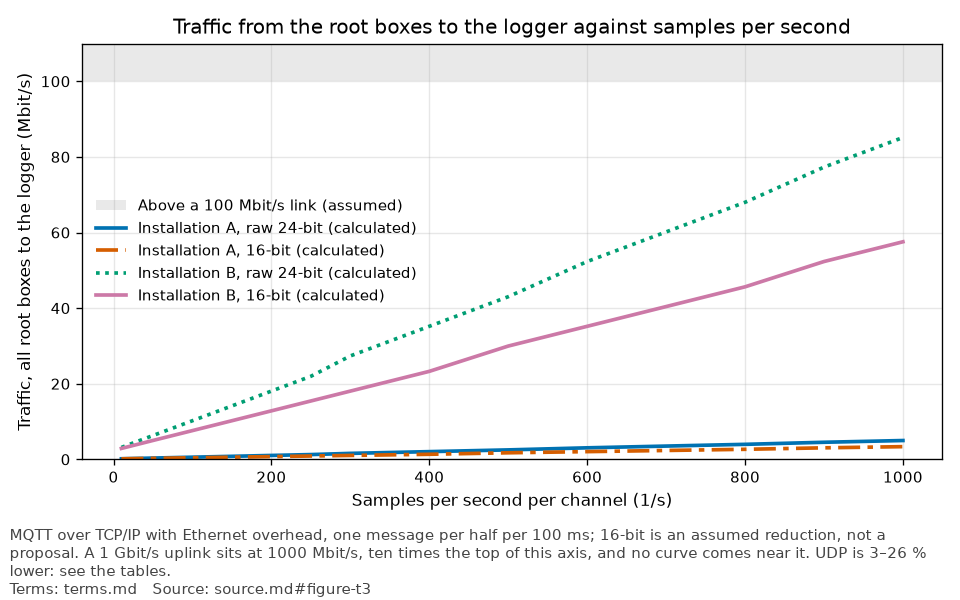 Traffic from the root boxes to the logger against samples per second
Traffic, all root boxes to the logger (Mbit/s)
100
80
60
40
20
0
Above a 100 Mbit/s link (assumed)
Installation A, raw 24-bit (calculated)
Installation A, 16-bit (calculated)
Installation B, raw 24-bit (calculated)
Installation B, 16-bit (calculated)
0 200 400 600 800 1000
Samples per second per channel (1/s)
MQTT over TCP/IP with Ethernet overhead, one message per half per 100 ms; 16-bit is an assumed reduction, not a
proposal. A 1 Gbit/s uplink sits at 1000 Mbit/s, ten times the top of this axis, and no curve comes near it. UDP is 3–26 %
lower: see the tables.
Terms: terms.md   Source: source.md#figure-t3